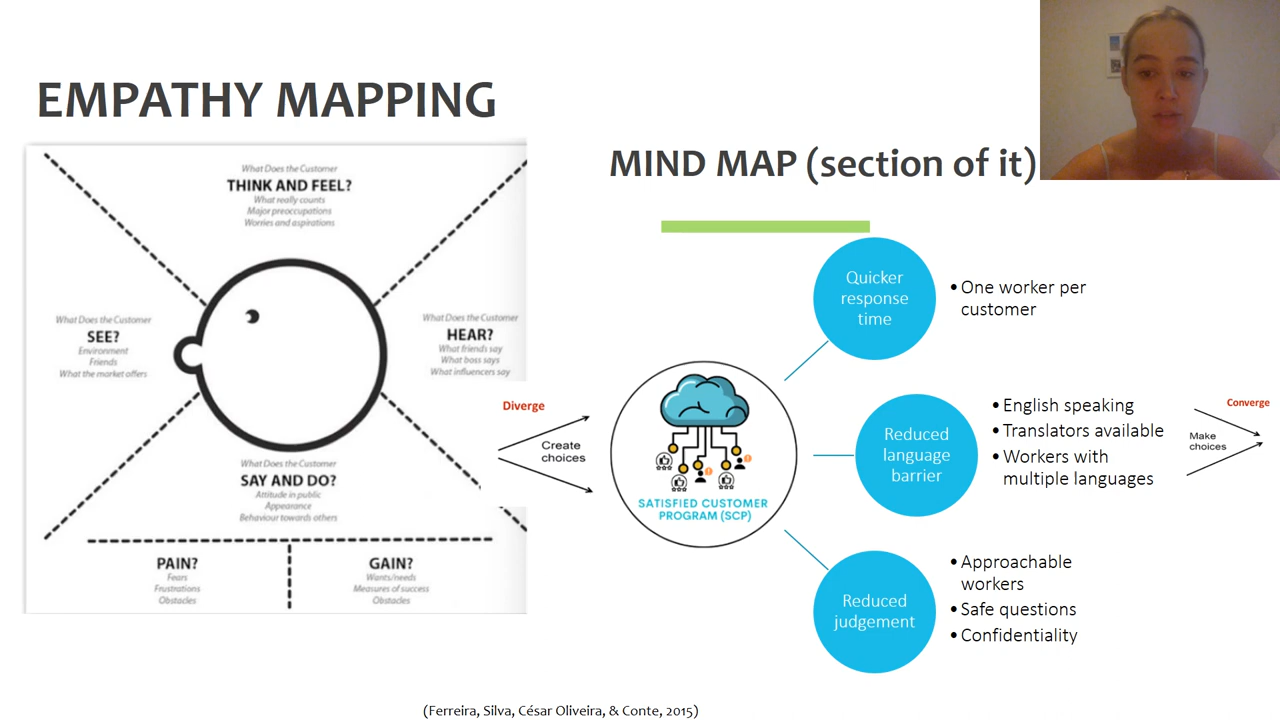 EMPATHY MAPPING
What Does the Customer
THINK AND FEEL?
What really counts
Major preoccupations
Worries and aspirations
What Does the Customer
SEE?
Environment
Friends
What the market offers
What Does the Customer
HEAR?
What friends say
What boss says
What influencers say
What Does the Customer
SAY AND DO?
Attitude in public
Appearance
Behaviour towards others
PAIN?
Fears
Frustrations
Obstacles
GAIN?
Wants/needs
Measures of success
Obstacles
Diverge
Create
choices
MIND MAP (section of it)
SATISFIED CUSTOMER
PROGRAM (SCP)
Quicker
response
time
• One worker per
customer
Reduced
language
barrier
• English speaking
• Translators available
• Workers with
multiple languages
Reduced
judgement
• Approachable
workers
• Safe questions
• Confidentiality
Converge
Make
choices
(Ferreira, Silva, César Oliveira, & Conte, 2015)